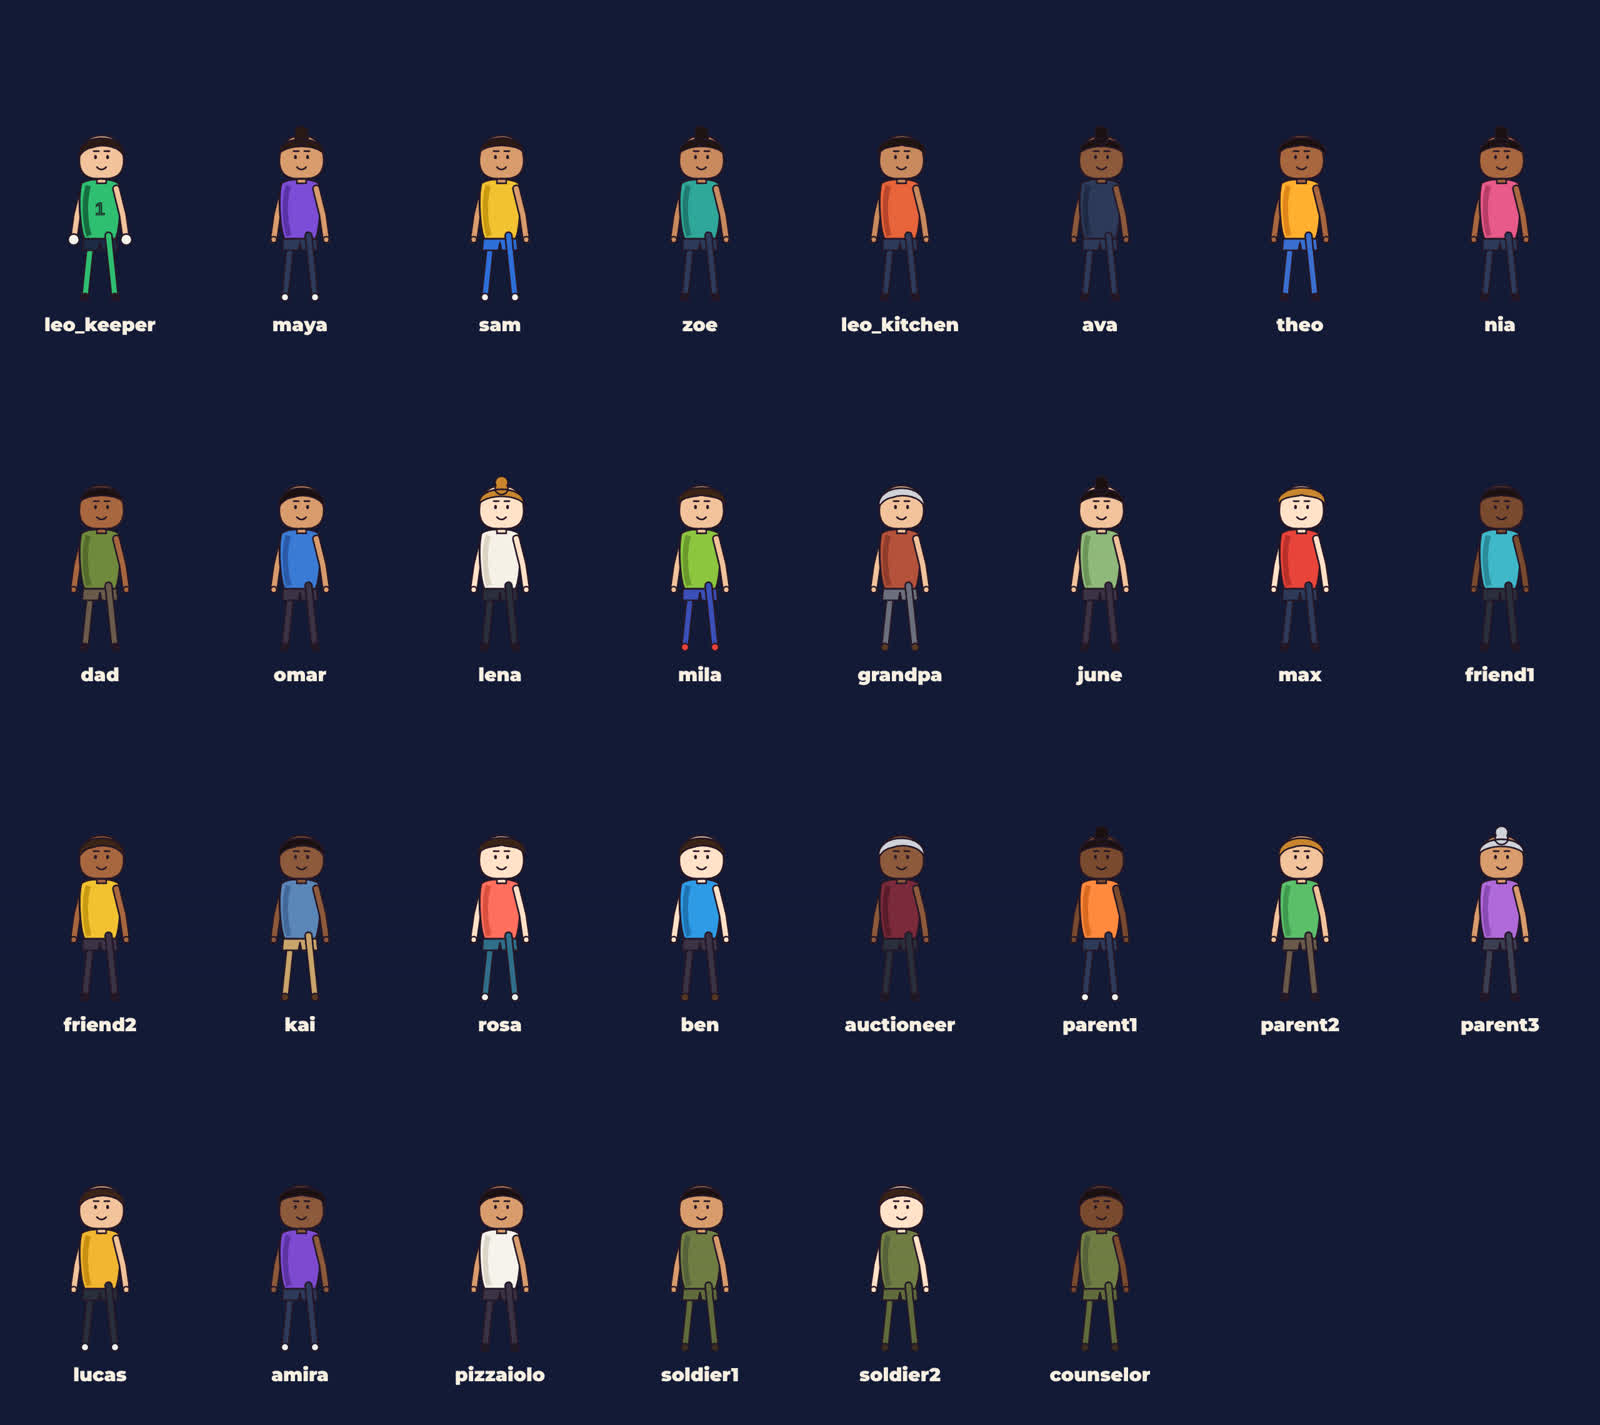 1
leo_keeper maya sam zoe leo_kitchen ava theo nia
dad omar lena mila grandpa june max friend1
friend2 kai rosa ben auctioneer parent1 parent2 parent3
lucas amira pizzaiolo soldier1 soldier2 counselor